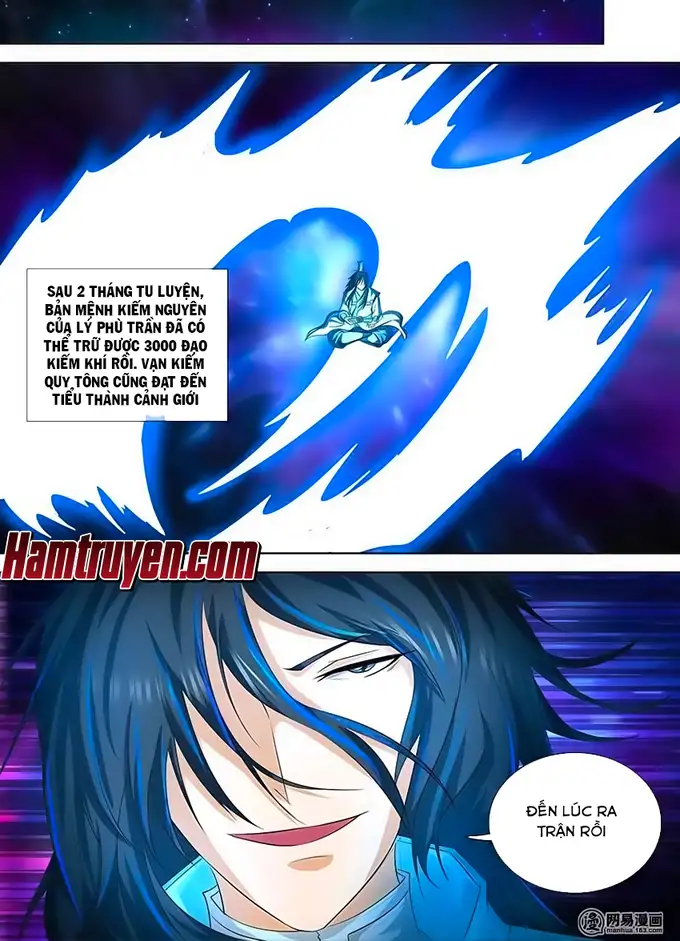 SAU 2 THÁNG TU LUYỆN,
BẢN MỆNH KIẾM NGUYÊN
CỦA LÝ PHÙ TRẦN ĐÃ CÓ
THỂ TRỮ ĐƯỢC 3000 ĐẠO
KIẾM KHÍ RỒI. VẠN KIẾM
QUY TÔNG CŨNG ĐẠT ĐẾN
TIỂU THÀNH CẢNH GIỚI
Hamtruyen.com
ĐẾN LÚC RA
TRẬN RỒI
网易漫画
manhua.163.com